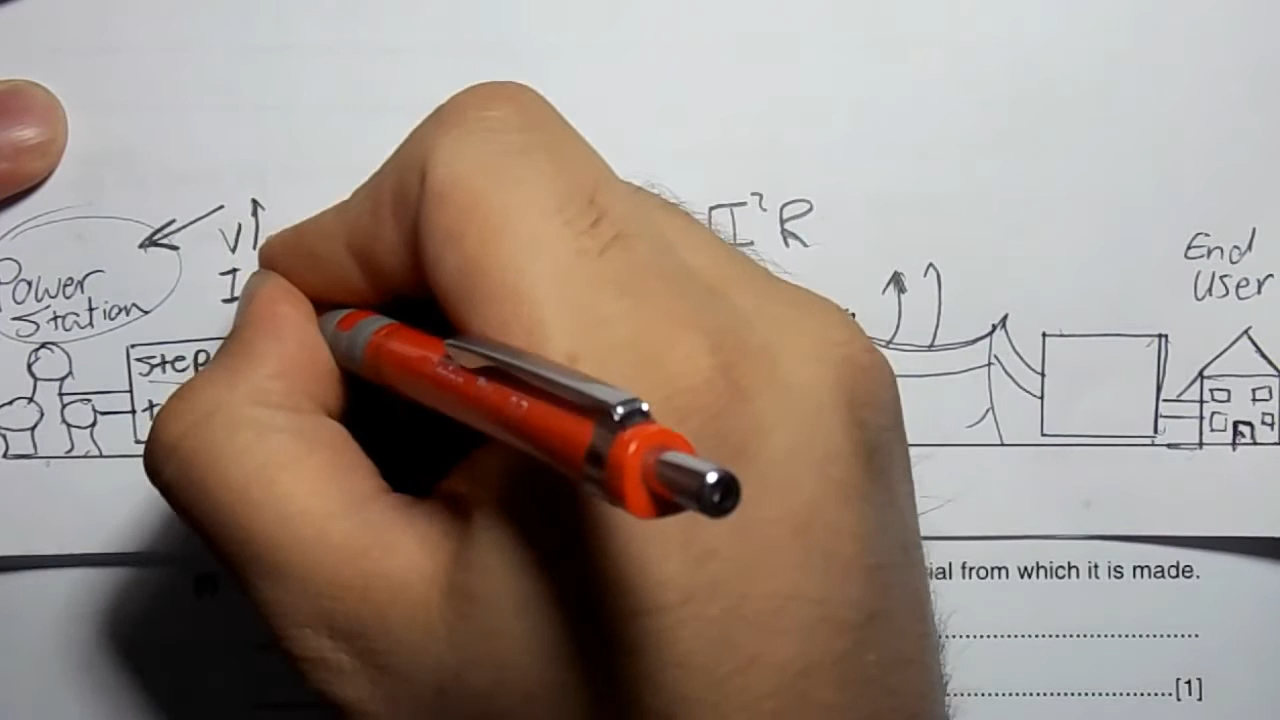 Power
Station
V↑
I
I²R
End
User
step
ial from which it is made.
[1]